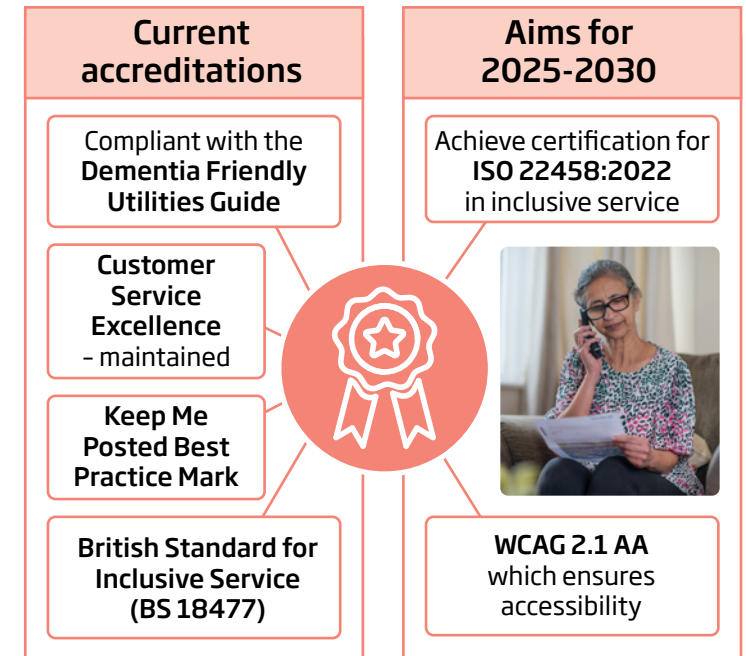 Current
accreditations
Compliant with the
Dementia Friendly
Utilities Guide
Customer
Service
Excellence
– maintained
Keep Me
Posted Best
Practice Mark
British Standard for
Inclusive Service
(BS 18477)
Aims for
2025-2030
Achieve certification for
ISO 22458:2022
in inclusive service
WCAG 2.1 AA
which ensures
accessibility